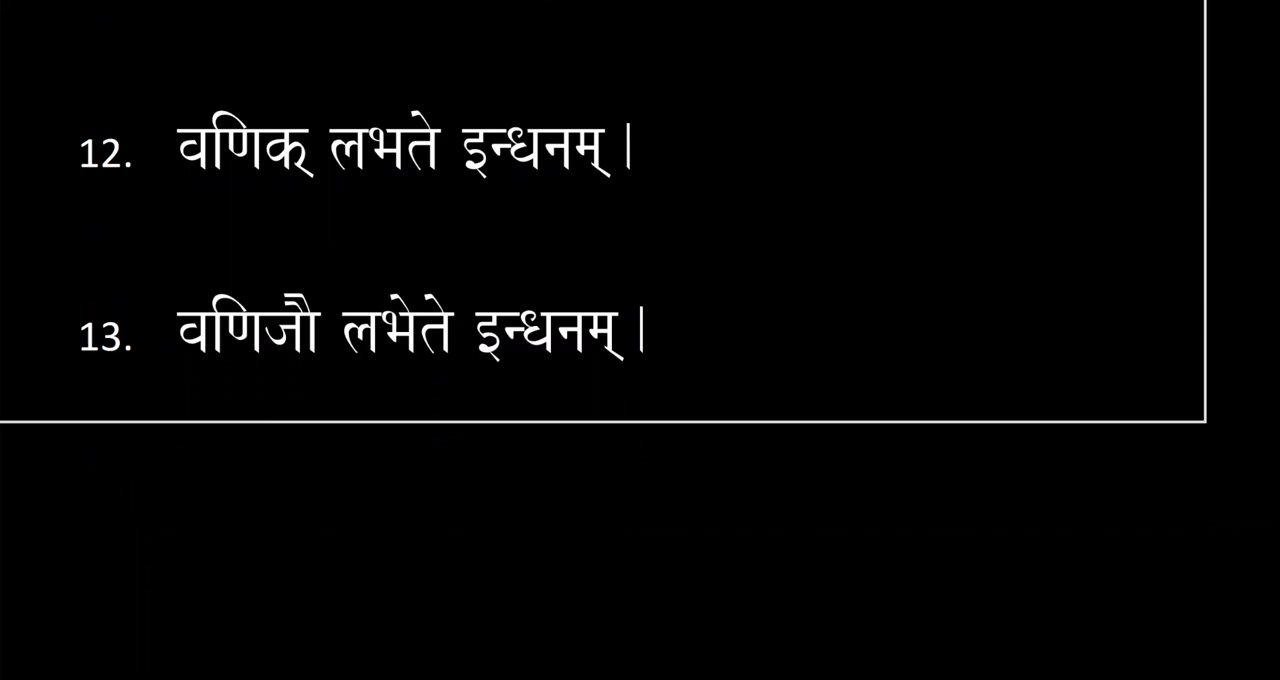 12. वणिक् लभते इन्धनम् ।
13. वणिजौ लभेते इन्धनम् ।